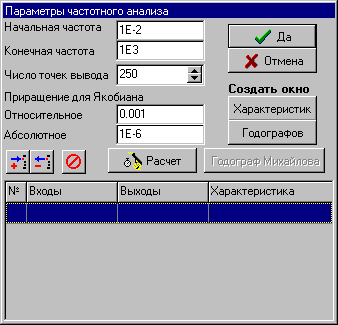 Параметры частотного анализа
Начальная частота 1E-2
Да
Конечная частота 1E3
Отмена
Число точек вывода 250
Создать окно
Приращение для Якобиана
Относительное 0.001
Характеристик
Абсолютное 1E-6
Годографов
Расчет
Годограф Михайлова
№ Входы Выходы Характеристика